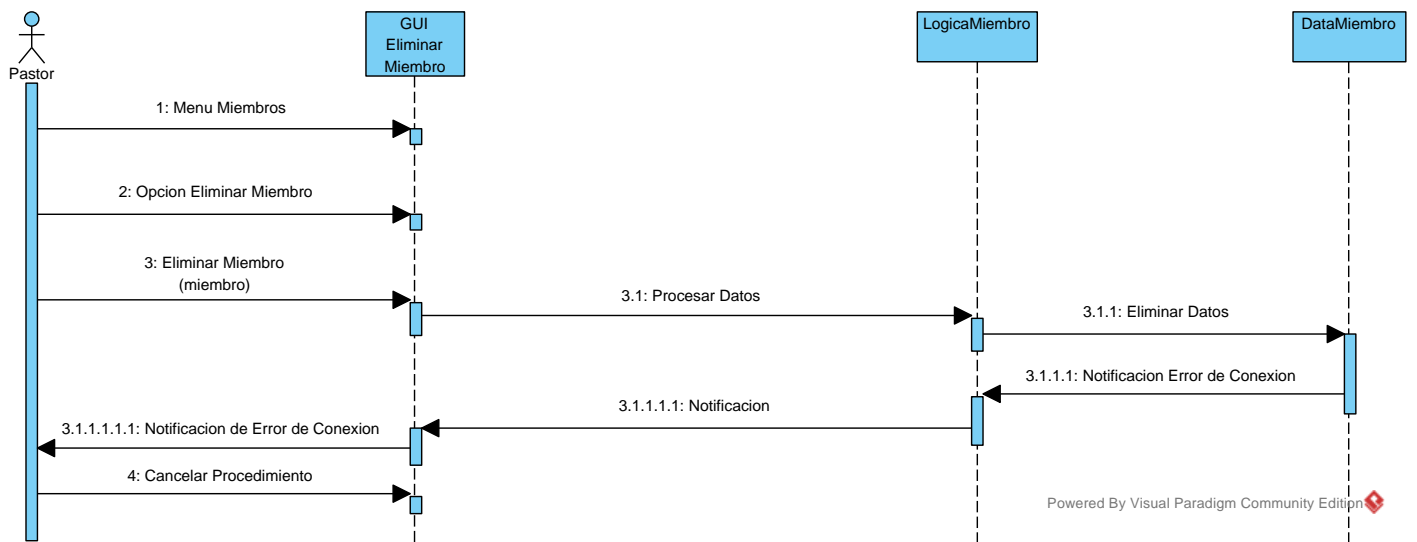 Pastor
GUI
Eliminar
Miembro
LogicaMiembro
DataMiembro
1: Menu Miembros
2: Opcion Eliminar Miembro
3: Eliminar Miembro
(miembro)
3.1: Procesar Datos
3.1.1: Eliminar Datos
3.1.1.1: Notificacion Error de Conexion
3.1.1.1.1: Notificacion
3.1.1.1.1.1: Notificacion de Error de Conexion
4: Cancelar Procedimiento
Powered By Visual Paradigm Community Edition